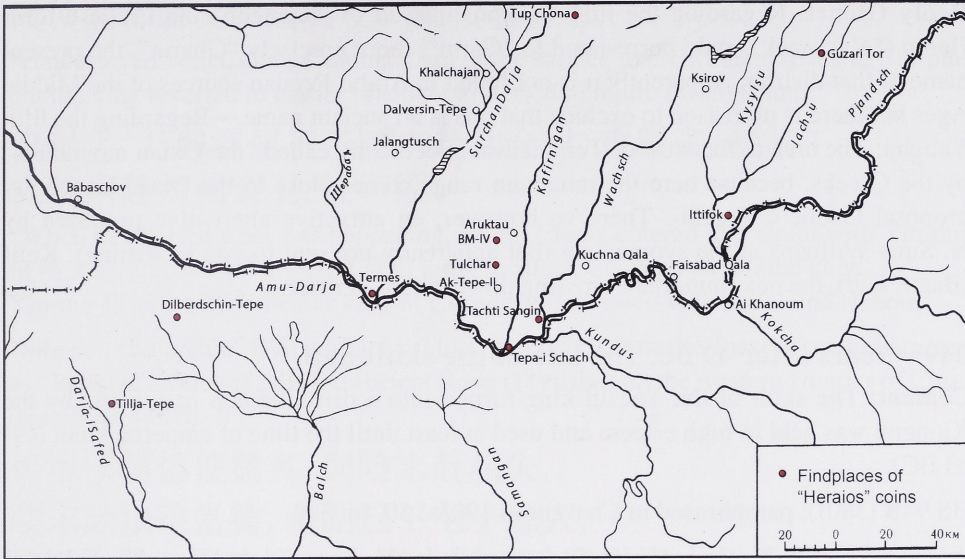 Tup Chona
Guzari Tor
Khalchajan
Ksirov
Surchan Darja
Kafirnigan
Wachsch
Kysylsu
Jachsu
Pjandsch
Dalversin-Tepe
Jalangtusch
Babaschov
Aruktau
BM-IV
Ittifok
Tulchar
Kuchna Qala
Faisabad Qala
Ak-Tepe-II
Termes
Amu-Darja
Dilberdschin-Tepe
Tachti Sangin
Ai Khanoum
Kokcha
Tepa-i Schach
Kundus
Darja-iSafed
Tillja-Tepe
Balch
Samangan
Findplaces of
"Heraios" coins
20 0 20 40 KM